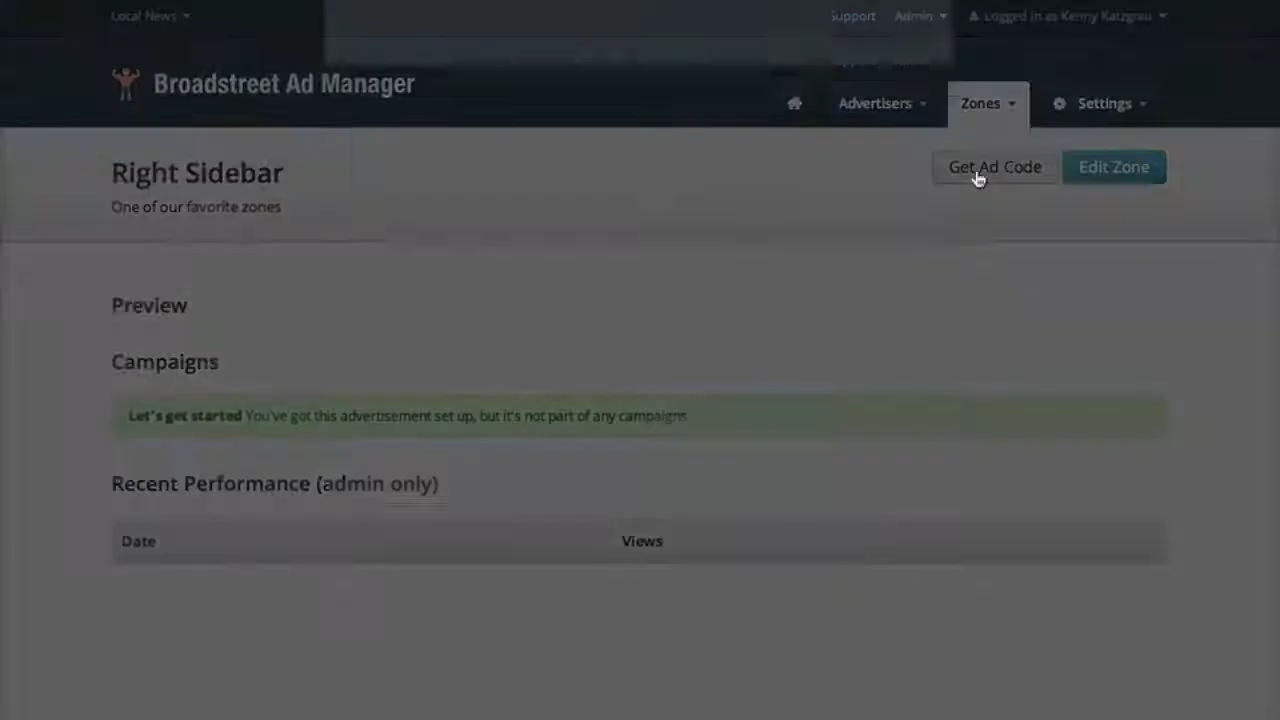 Local News
Support Admin Logged in as Kenny Katzgrau
Broadstreet Ad Manager
Advertisers Zones Settings
Right Sidebar
Get Ad Code Edit Zone
One of our favorite zones
Preview
Campaigns
Let's get started You've got this advertisement set up, but it's not part of any campaigns
Recent Performance (admin only)
Date Views